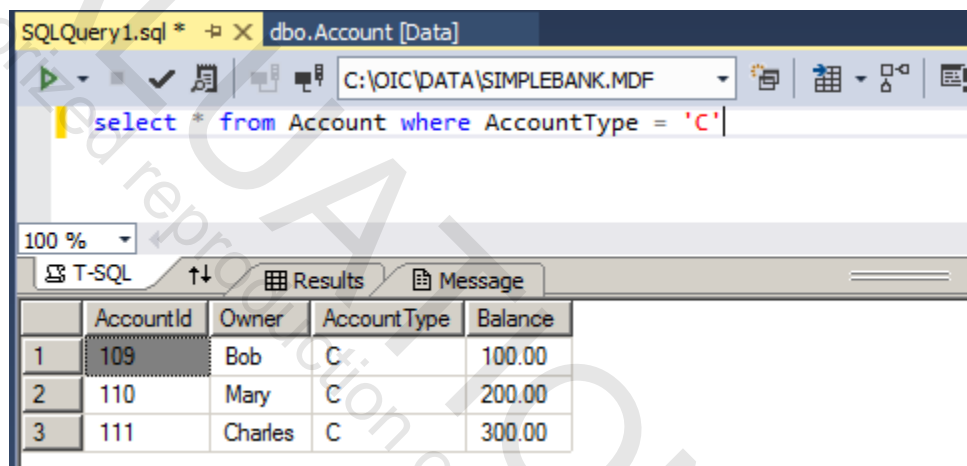 SQLQuery1.sql * dbo.Account [Data]
C:\OIC\DATA\SIMPLEBANK.MDF
select * from Account where AccountType = 'C'
100 %
T-SQL Results Message
AccountId Owner AccountType Balance
1 109 Bob C 100.00
2 110 Mary C 200.00
3 111 Charles C 300.00